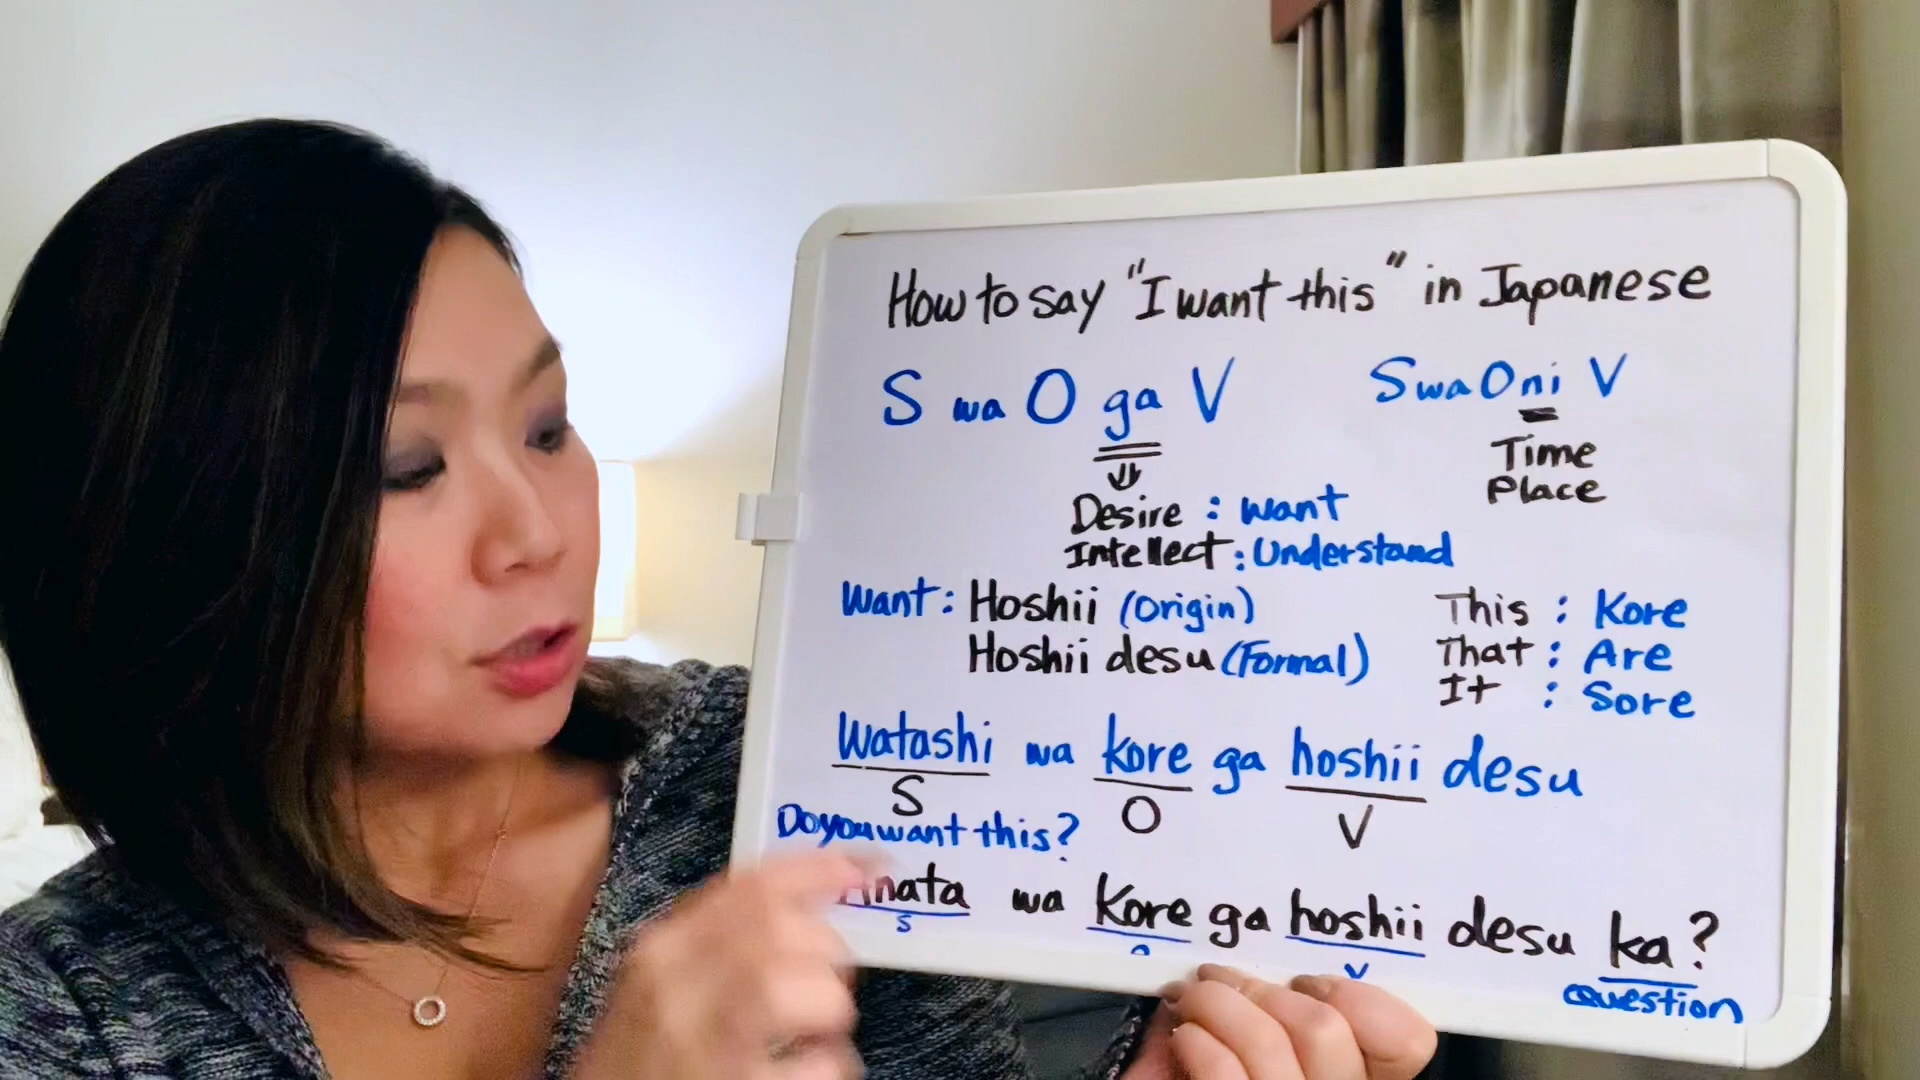 How to say "I want this" in Japanese
S wa O ga V
S wa O ni V
Time
Place
Desire : want
Intellect : Understand
Want : Hoshii (Origin)
Hoshii desu (Formal)
This : Kore
That : Are
It : Sore
Watashi wa kore ga hoshii desu
S O V
Do you want this?
Anata wa Kore ga hoshii desu ka?
S O V
question